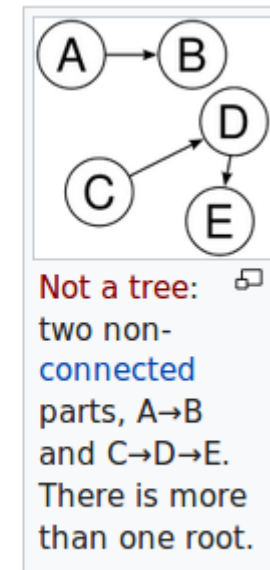 A B
D
C
E
Not a tree:
two non-
connected
parts, A→B
and C→D→E.
There is more
than one root.